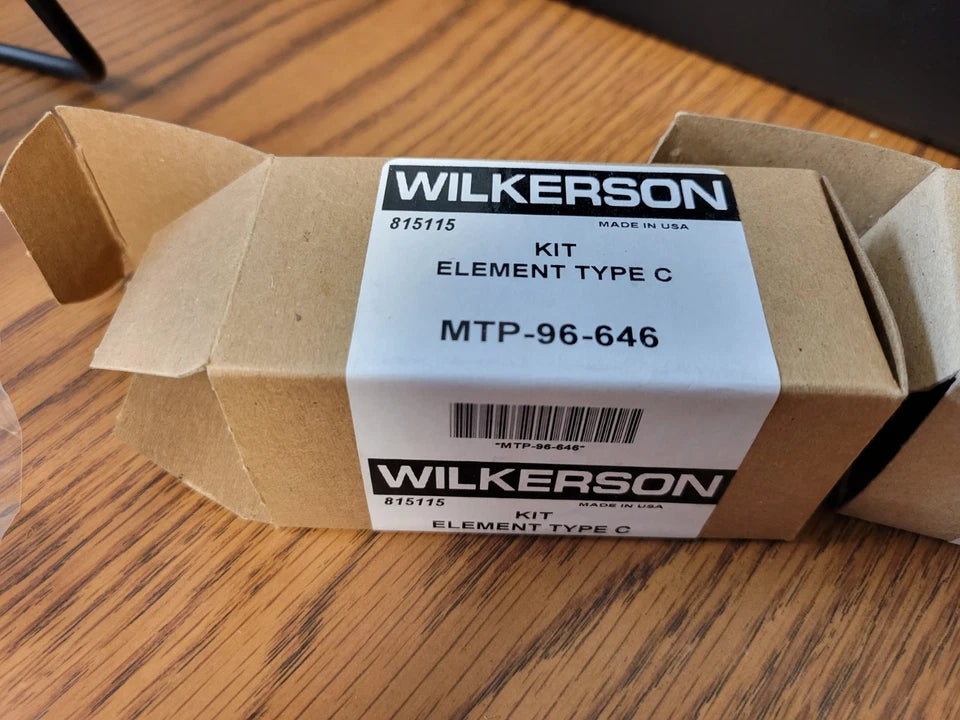 WILKERSON
815115 MADE IN USA
KIT
ELEMENT TYPE C
MTP-96-646
"MTP-96-646"
WILKERSON
815115 MADE IN USA
KIT
ELEMENT TYPE C